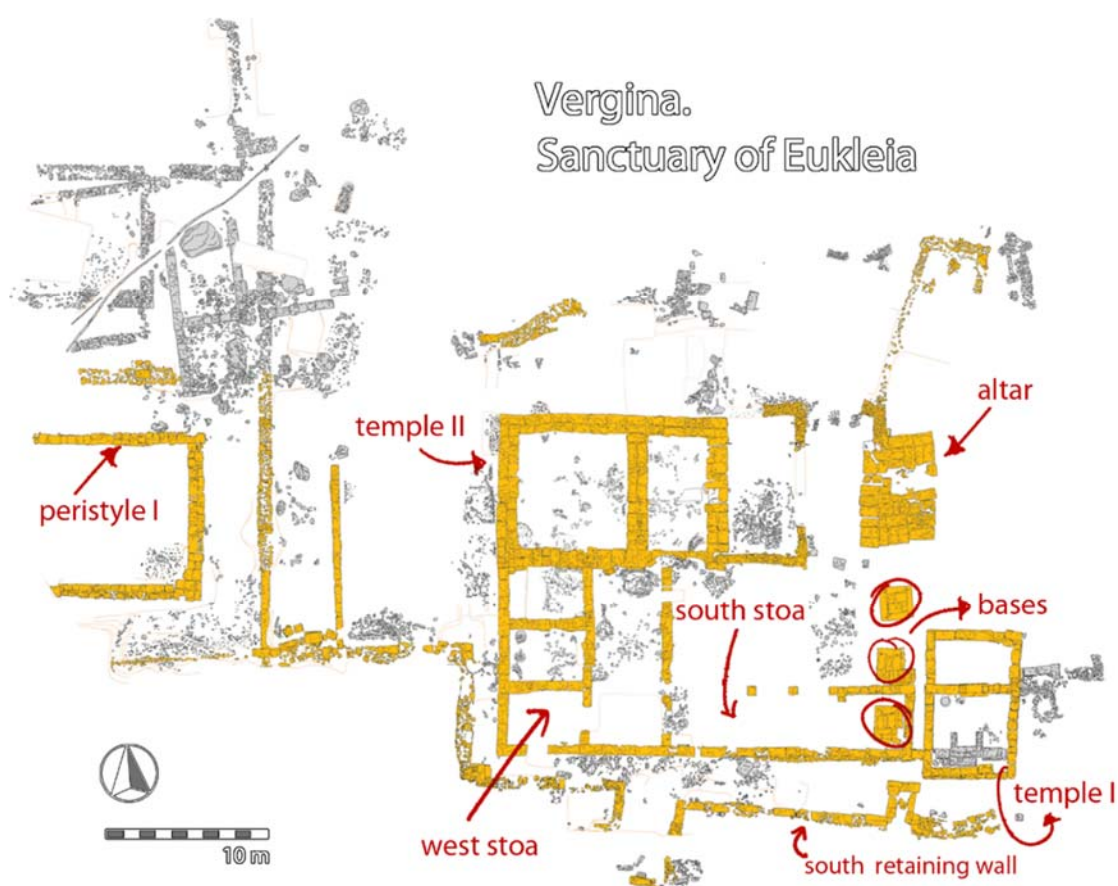 Vergina.
Sanctuary of Eukleia
altar
temple II
peristyle I
south stoa
bases
west stoa
temple I
south retaining wall
10 m